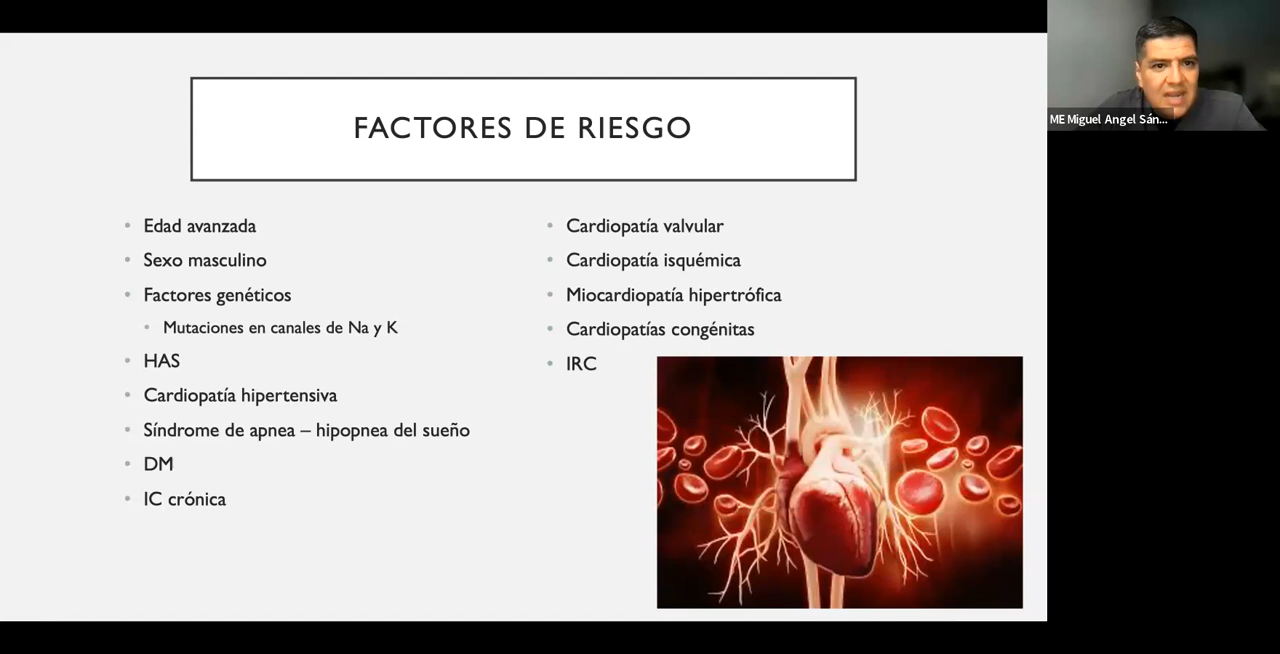 FACTORES DE RIESGO
Edad avanzada
Sexo masculino
Factores genéticos
Mutaciones en canales de Na y K
HAS
Cardiopatía hipertensiva
Síndrome de apnea – hipopnea del sueño
DM
IC crónica
Cardiopatía valvular
Cardiopatía isquémica
Miocardiopatía hipertrófica
Cardiopatías congénitas
IRC
ME Miguel Angel Sán...